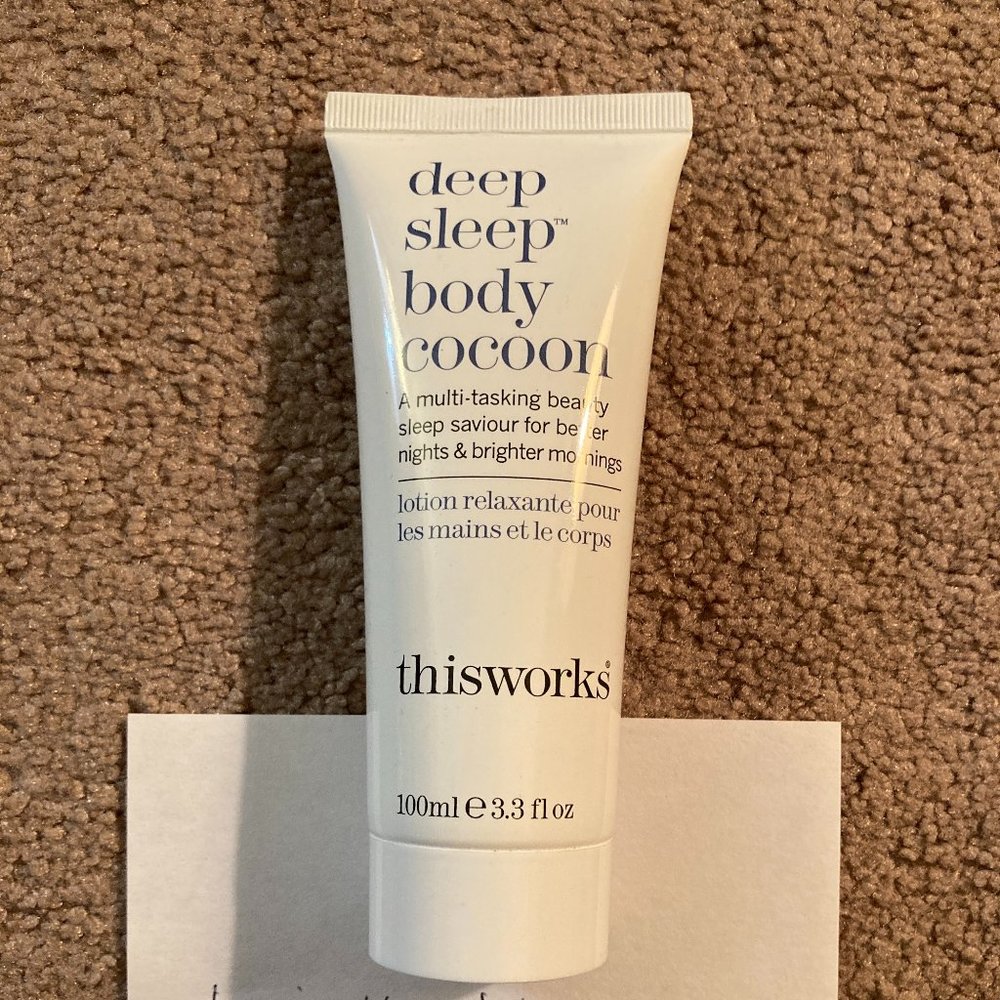 deep
sleep™
body
cocoon
A multi-tasking beauty
sleep saviour for better
nights & brighter mornings
lotion relaxante pour
les mains et le corps
thisworks®
100ml ℮ 3.3 fl oz